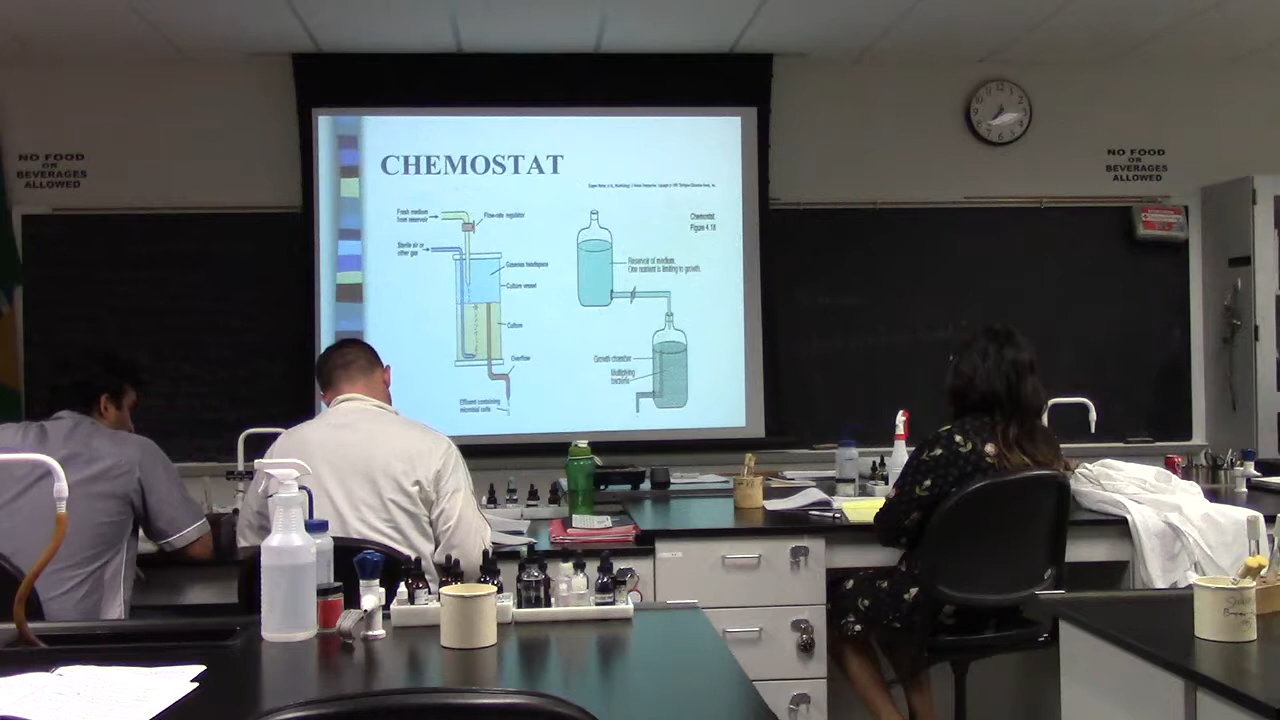 NO FOOD
OR
BEVERAGES
ALLOWED
CHEMOSTAT
Fresh medium
from reservoir
Flow-rate regulator
Sterile air or
other gas
Gaseous headspace
Culture vessel
Culture
Overflow
Effluent containing
microbial cells
Chemostat
Figure 4.18
Reservoir of medium.
One nutrient is limiting to growth.
Growth chamber
Multiplying
bacteria
NO FOOD
OR
BEVERAGES
ALLOWED